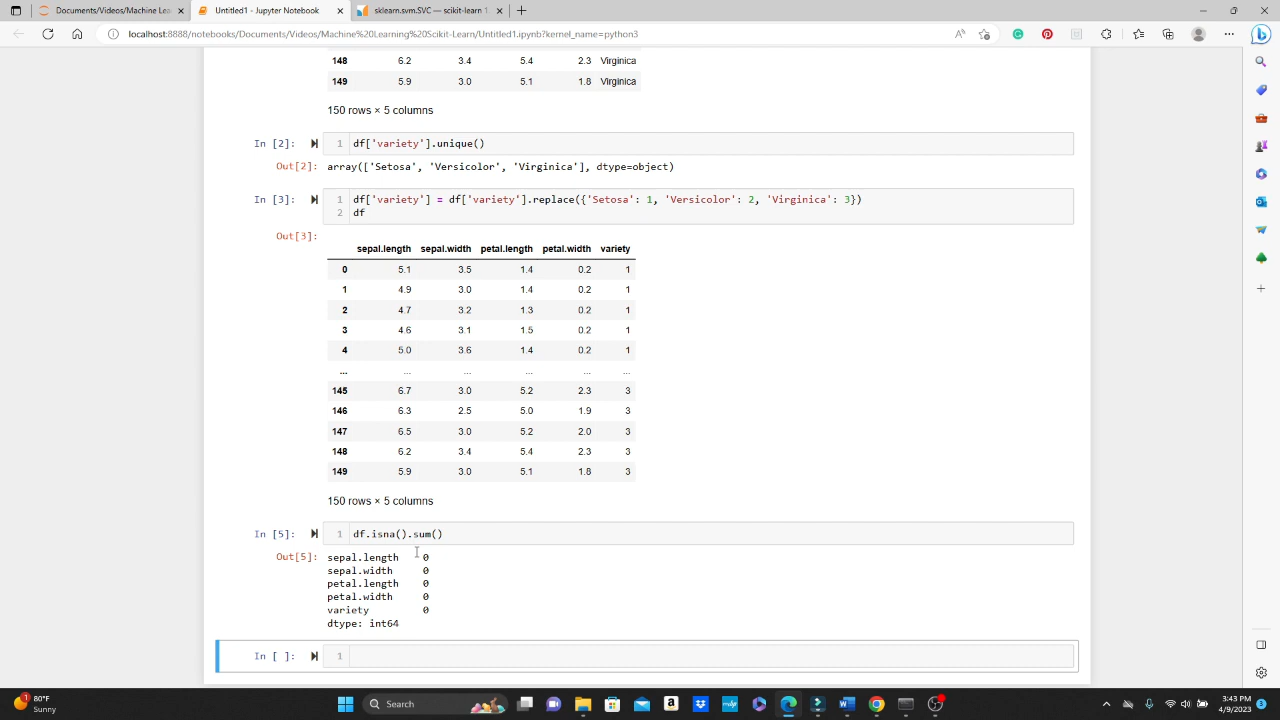 Documents/Videos/Machine Lea
Untitled1 - Jupyter Notebook
sklearn.svm.SVC — scikit-learn 1
localhost:8888/notebooks/Documents/Videos/Machine%20Learning%20Scikit-Learn/Untitled1.ipynb?kernel_name=python3
148 6.2 3.4 5.4 2.3 Virginica
149 5.9 3.0 5.1 1.8 Virginica
150 rows × 5 columns
In [2]: 1 df['variety'].unique()
Out[2]: array(['Setosa', 'Versicolor', 'Virginica'], dtype=object)
In [3]: 1 df['variety'] = df['variety'].replace({'Setosa': 1, 'Versicolor': 2, 'Virginica': 3})
2 df
Out[3]:
sepal.length sepal.width petal.length petal.width variety
0 5.1 3.5 1.4 0.2 1
1 4.9 3.0 1.4 0.2 1
2 4.7 3.2 1.3 0.2 1
3 4.6 3.1 1.5 0.2 1
4 5.0 3.6 1.4 0.2 1
... ... ... ... ... ...
145 6.7 3.0 5.2 2.3 3
146 6.3 2.5 5.0 1.9 3
147 6.5 3.0 5.2 2.0 3
148 6.2 3.4 5.4 2.3 3
149 5.9 3.0 5.1 1.8 3
150 rows × 5 columns
In [5]: 1 df.isna().sum()
Out[5]: sepal.length 0
sepal.width 0
petal.length 0
petal.width 0
variety 0
dtype: int64
In [ ]: 1
1 80°F
Sunny
Search
3:43 PM
4/9/2023
3